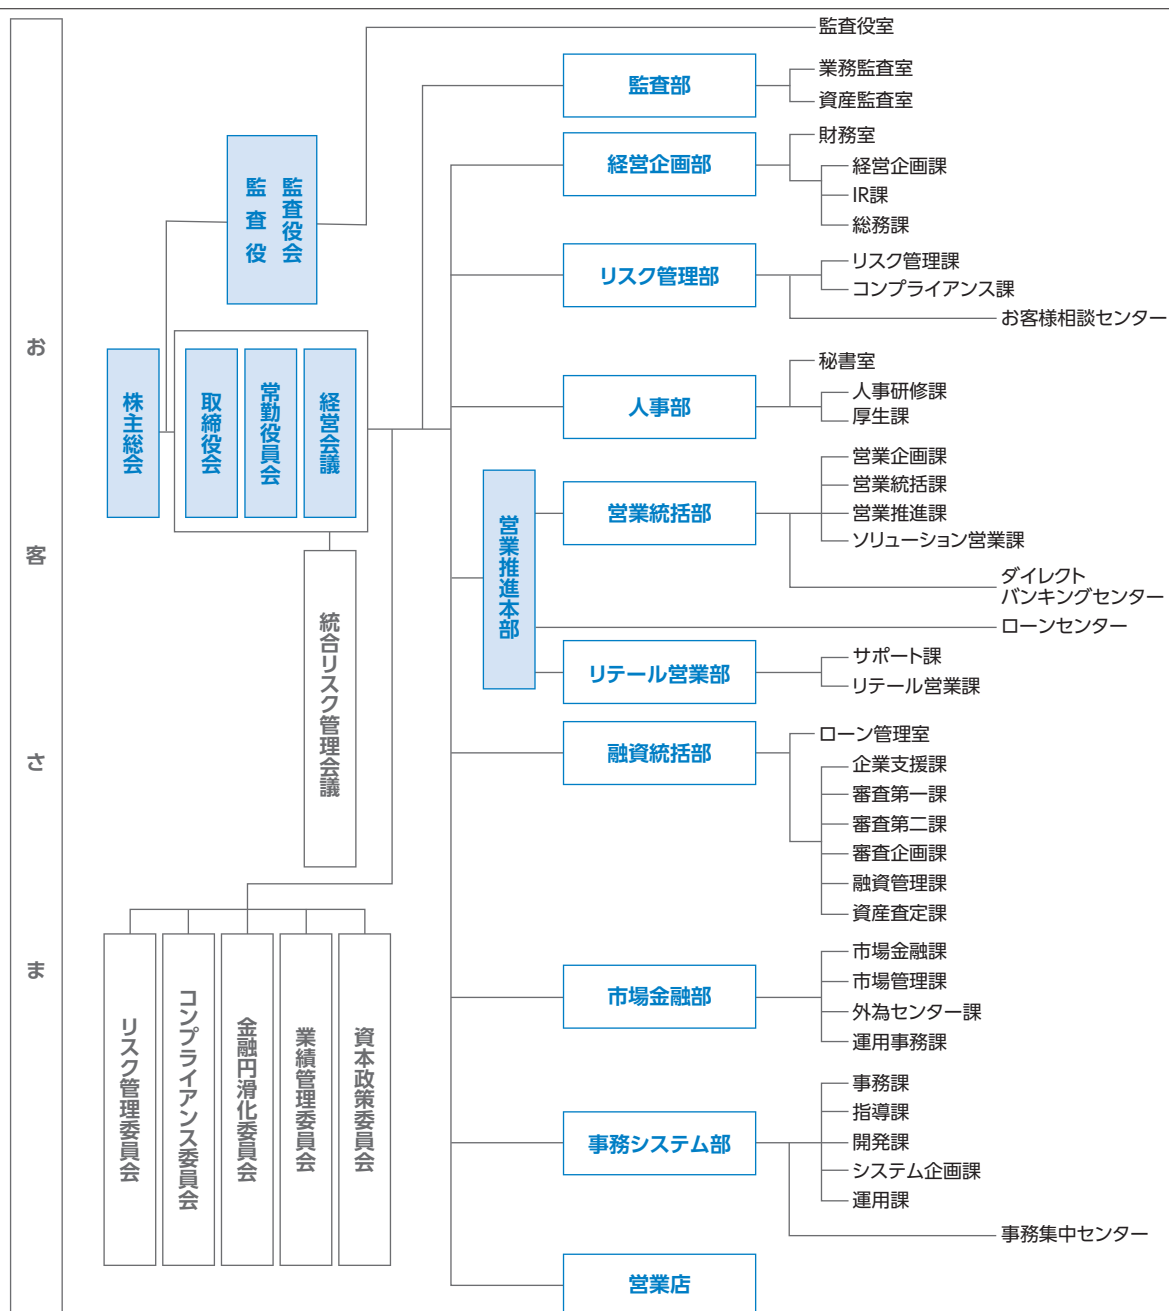 お客さま
株主総会
監査役会
監査役
取締役会
常勤役員会
経営会議
統合リスク管理会議
リスク管理委員会
コンプライアンス委員会
金融円滑化委員会
業績管理委員会
資本政策委員会
監査役室
監査部
業務監査室
資産監査室
経営企画部
財務室
経営企画課
IR課
総務課
リスク管理部
リスク管理課
コンプライアンス課
お客様相談センター
人事部
秘書室
人事研修課
厚生課
営業推進本部
営業統括部
営業企画課
営業統括課
営業推進課
ソリューション営業課
ダイレクト
バンキングセンター
ローンセンター
リテール営業部
サポート課
リテール営業課
融資統括部
ローン管理室
企業支援課
審査第一課
審査第二課
審査企画課
融資管理課
資産査定課
市場金融部
市場金融課
市場管理課
外為センター課
運用事務課
事務システム部
事務課
指導課
開発課
システム企画課
運用課
事務集中センター
営業店